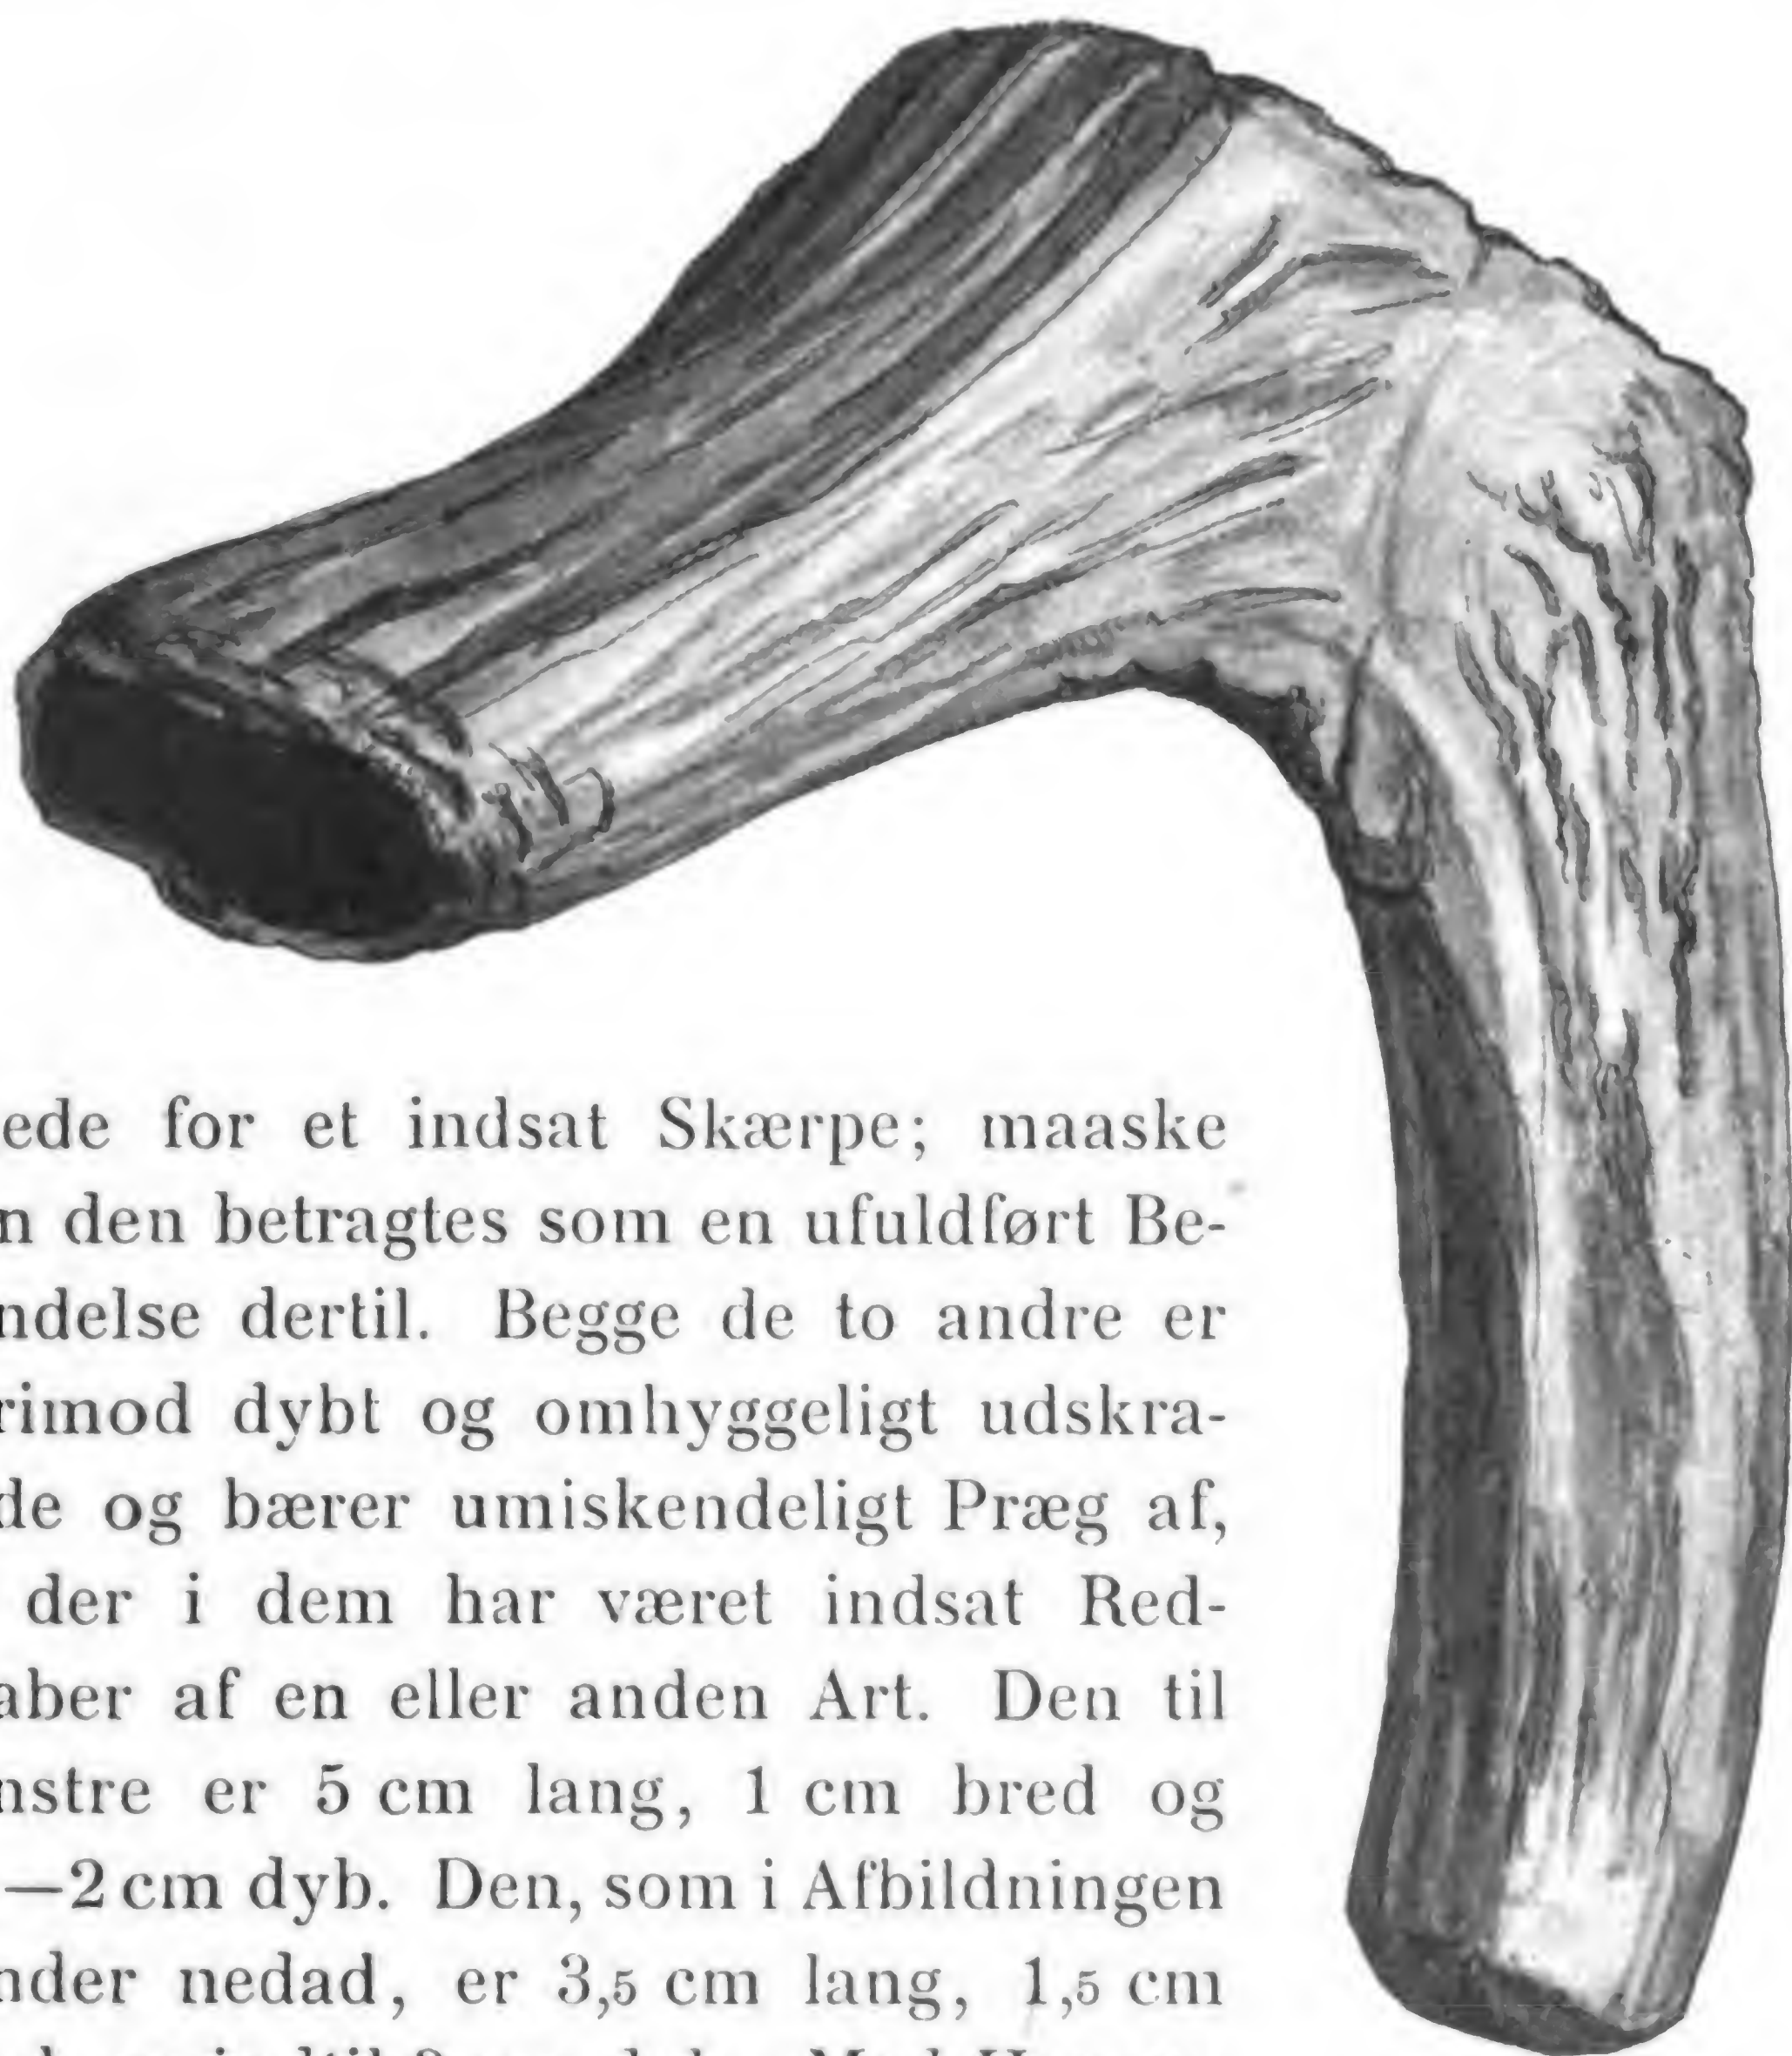 ede for et indsat Skærpe; maaske
n den betragtes som en ufuldført Be-
ndelse dertil. Begge de to andre er
rimod dybt og omhyggeligt udskra-
de og bærer umiskendeligt Præg af,
der i dem har været indsat Red-
aber af en eller anden Art. Den til
nstre er 5 cm lang, 1 cm bred og
—2 cm dyb. Den, som i Afbildningen
nder nedad, er 3,5 cm lang, 1,5 cm